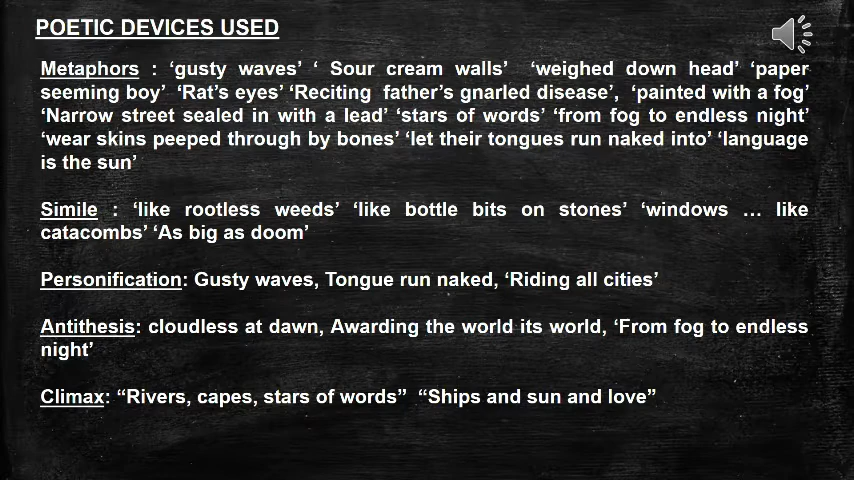 POETIC DEVICES USED
Metaphors : ‘gusty waves’ ‘ Sour cream walls’ ‘weighed down head’ ‘paper
seeming boy’ ‘Rat’s eyes’ ‘Reciting father’s gnarled disease’, ‘painted with a fog’
‘Narrow street sealed in with a lead’ ‘stars of words’ ‘from fog to endless night’
‘wear skins peeped through by bones’ ‘let their tongues run naked into’ ‘language
is the sun’
Simile : ‘like rootless weeds’ ‘like bottle bits on stones’ ‘windows … like
catacombs’ ‘As big as doom’
Personification: Gusty waves, Tongue run naked, ‘Riding all cities’
Antithesis: cloudless at dawn, Awarding the world its world, ‘From fog to endless
night’
Climax: “Rivers, capes, stars of words” “Ships and sun and love”